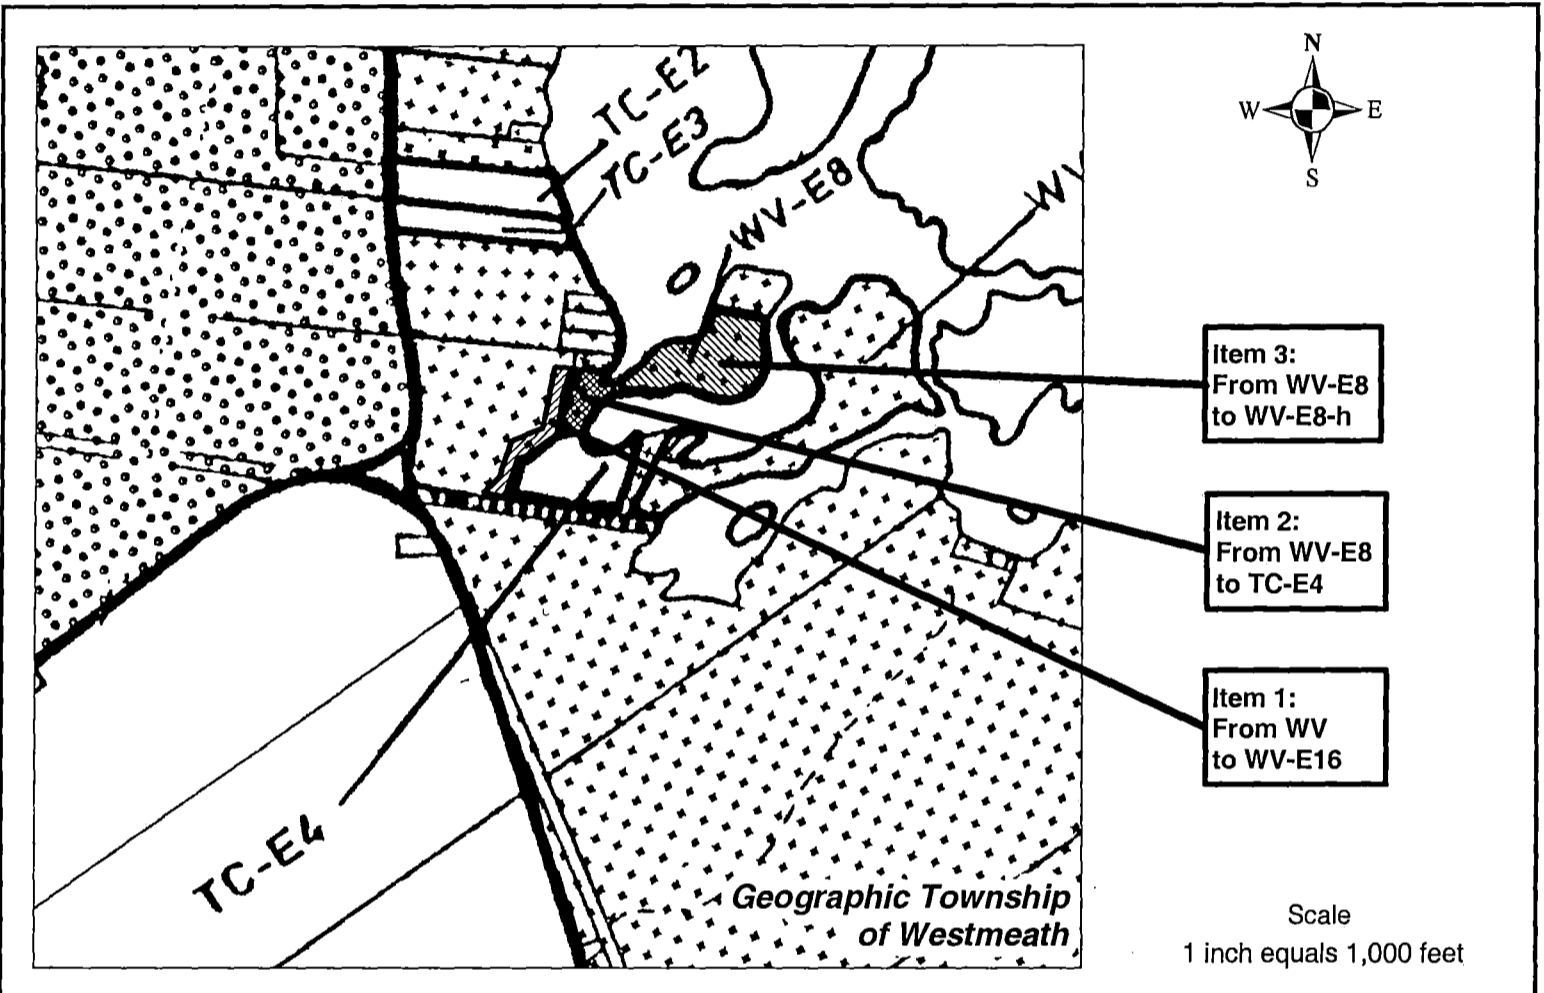 N
W E
S
TC-E2
TC-E3
WV-E8
WV
Item 3:
From WV-E8
to WV-E8-h
Item 2:
From WV-E8
to TC-E4
Item 1:
From WV
to WV-E16
TC-E4
Geographic Township
of Westmeath
Scale
1 inch equals 1,000 feet